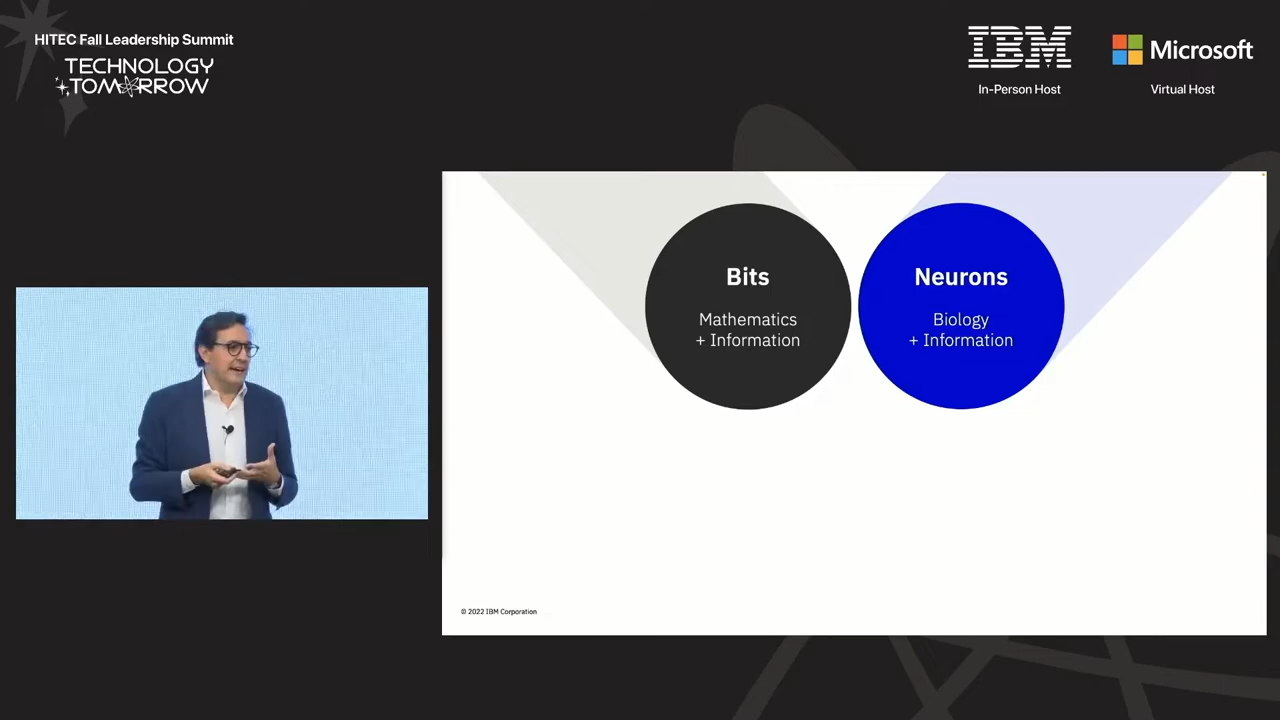 HITEC Fall Leadership Summit
TECHNOLOGY
TOMORROW
IBM
In-Person Host
Microsoft
Virtual Host
Bits
Mathematics
+ Information
Neurons
Biology
+ Information
© 2022 IBM Corporation